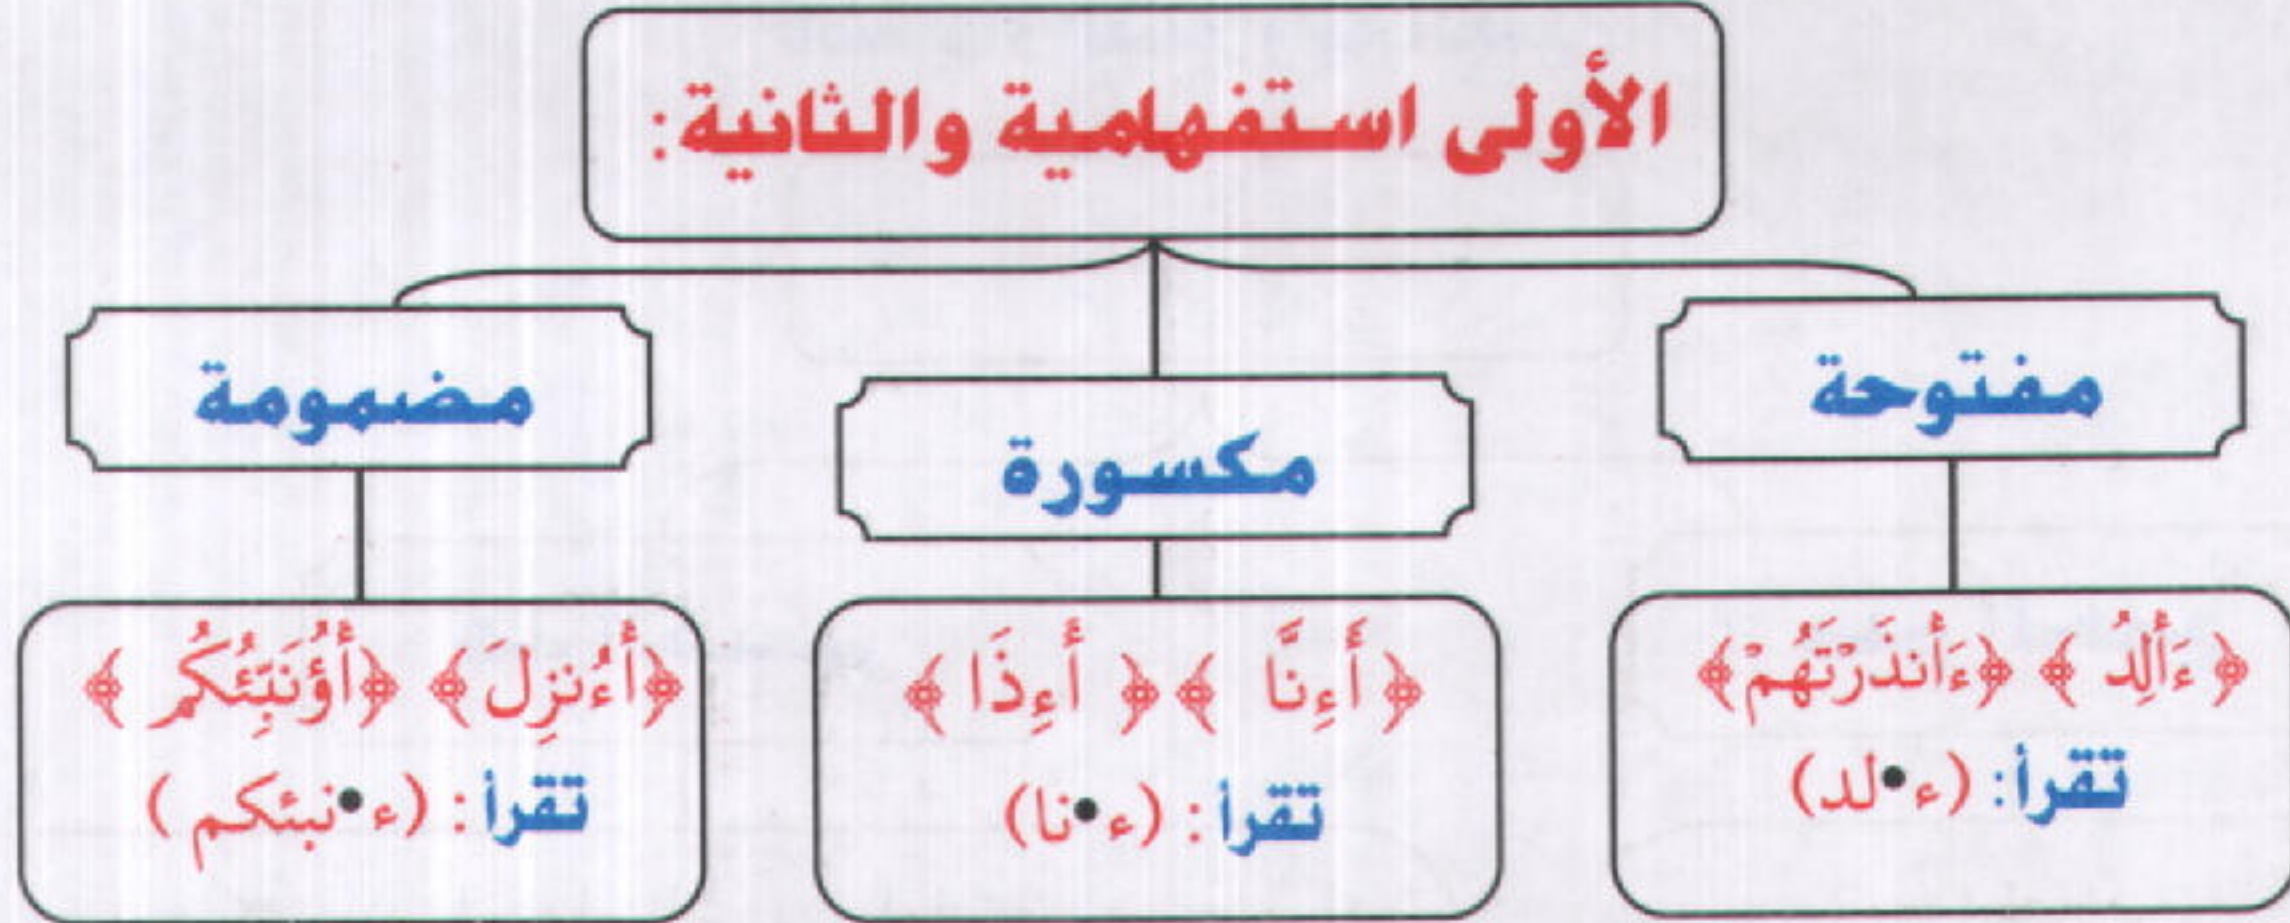 الأولى استفهامية والثانية:
مفتوحة
مكسورة
مضمومة
﴿ ءَأَلِدُ ﴾ ﴿ءَأَنذَرْتَهُمْ﴾
تقرأ: (ء•لد)
﴿ أَءِنَّا ﴾ ﴿ أَءِذَا ﴾
تقرأ: (ء•نا)
﴿أَءُنزِلَ﴾ ﴿أَؤُنَبِّئُكُم﴾
تقرأ: (ء•نبئكم)